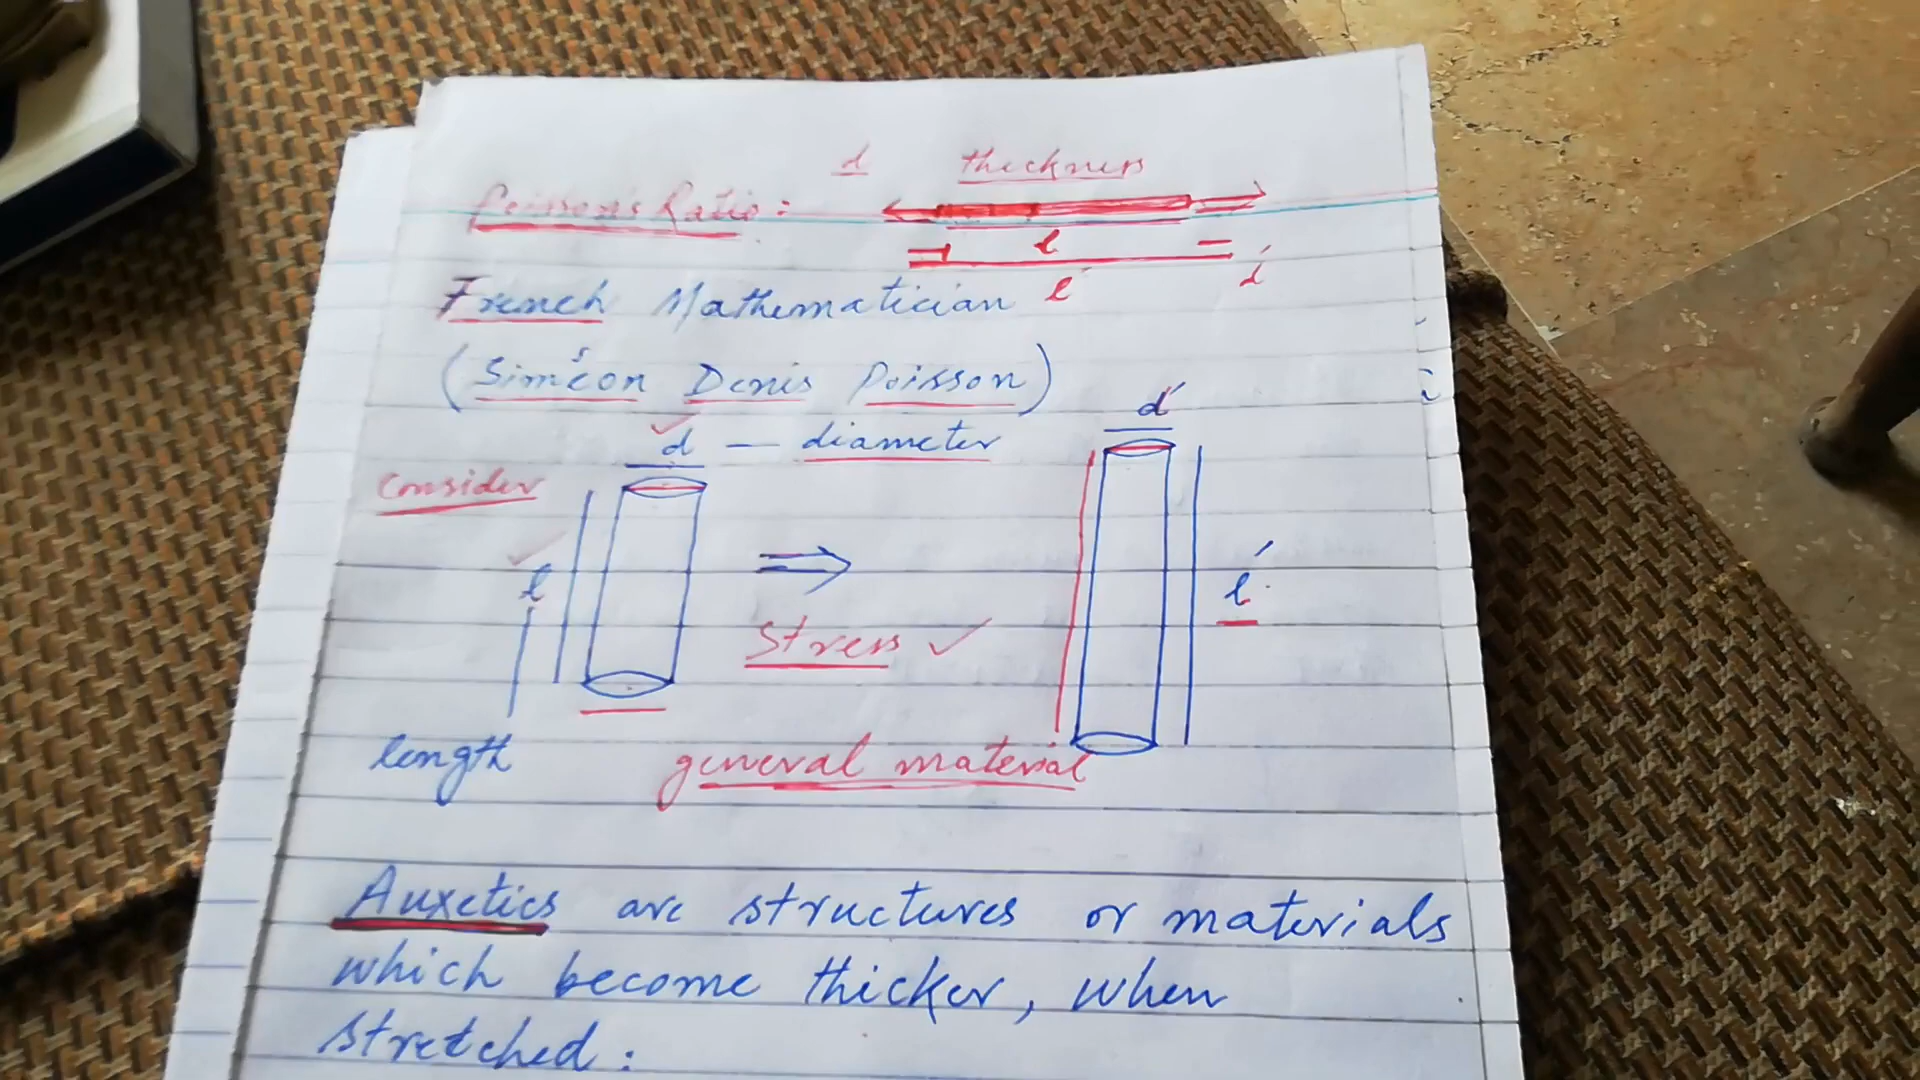 d thickness
Poisson's Ratio:
l
l' d'
French Mathematician
(Siméon Denis Poisson)
d'
d — diameter
Consider
l
l'
Stress ✓
length
general material
Auxetics are structures or materials
which become thicker, when
stretched: